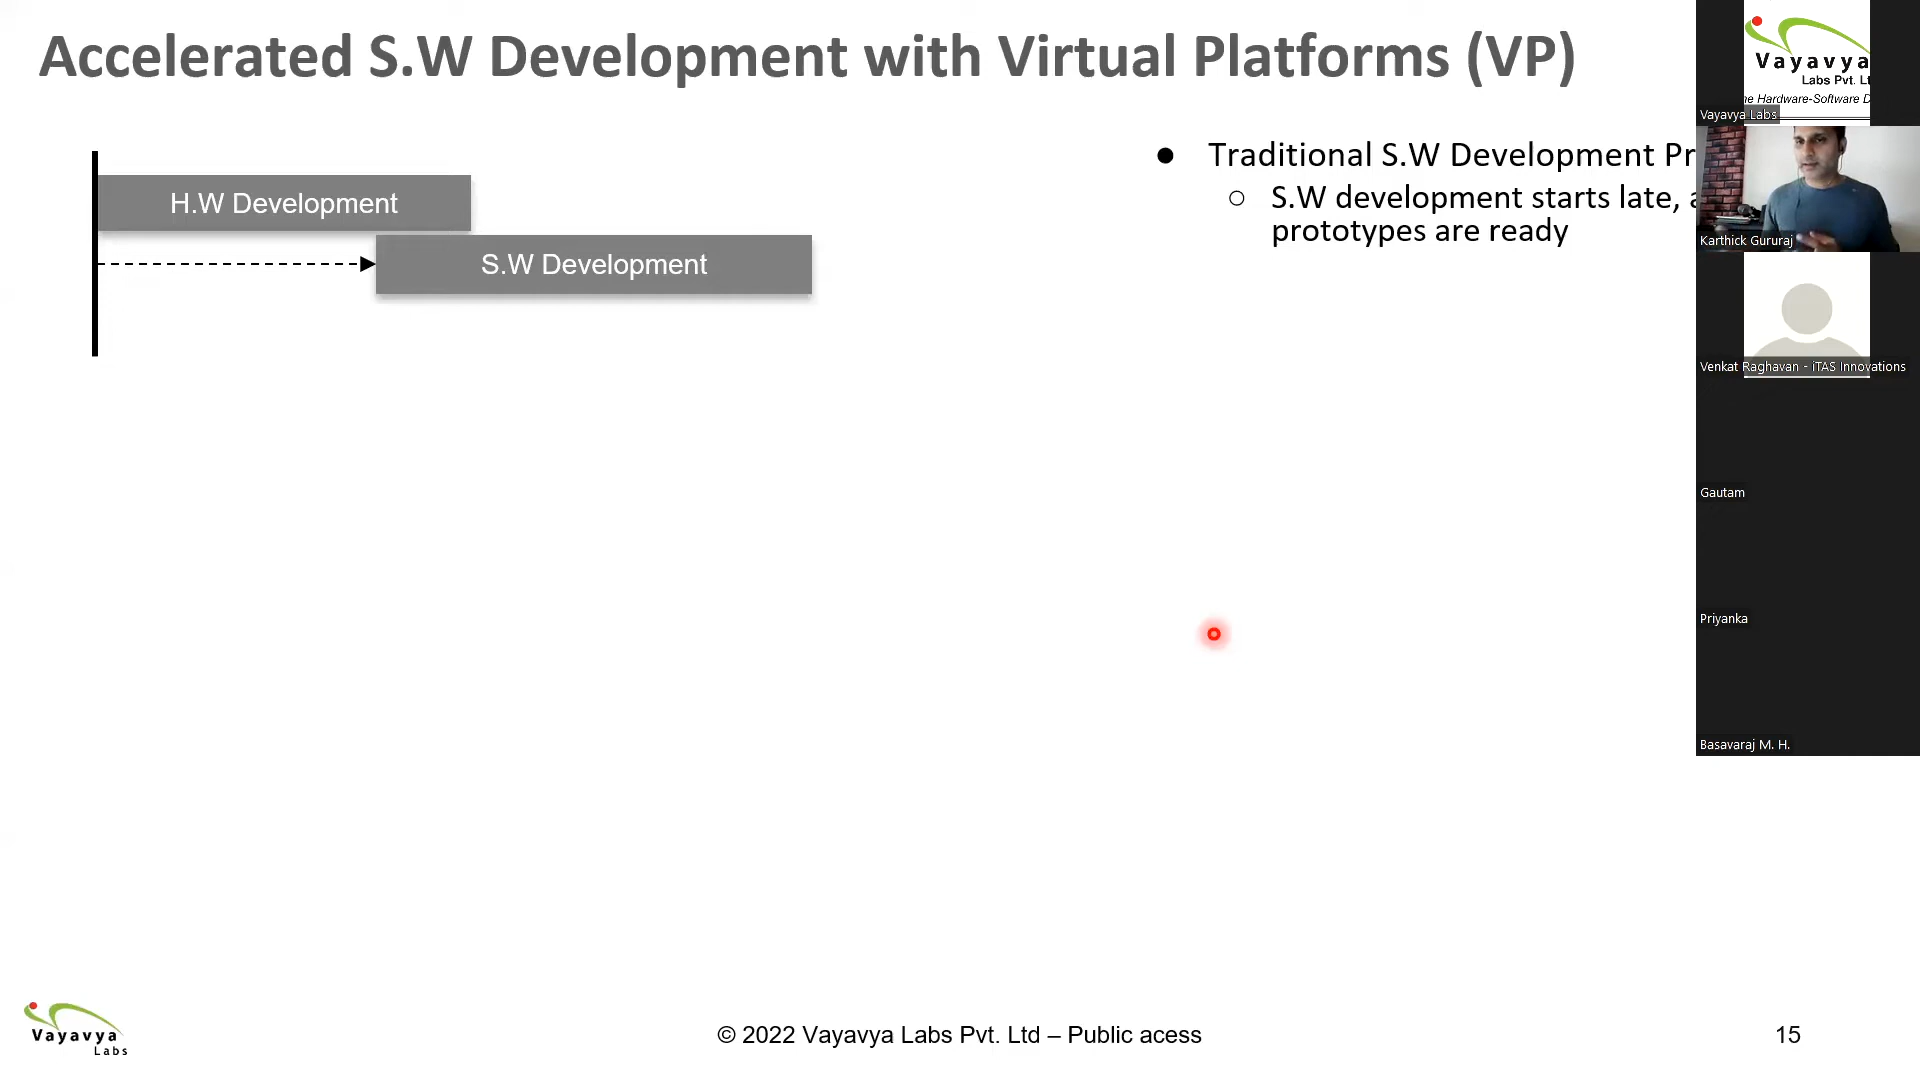 Accelerated S.W Development with Virtual Platforms (VP)
H.W Development
S.W Development
● Traditional S.W Development
○ S.W development starts late,
prototypes are ready
Vayavya
Labs Pvt.
Hardware-Software
Vayavya Labs
Karthick Gururaj
Venkat Raghavan - iTAS Innovations
Gautam
Priyanka
Basavaraj M. H.
Vayavya
Labs
© 2022 Vayavya Labs Pvt. Ltd – Public acess
15